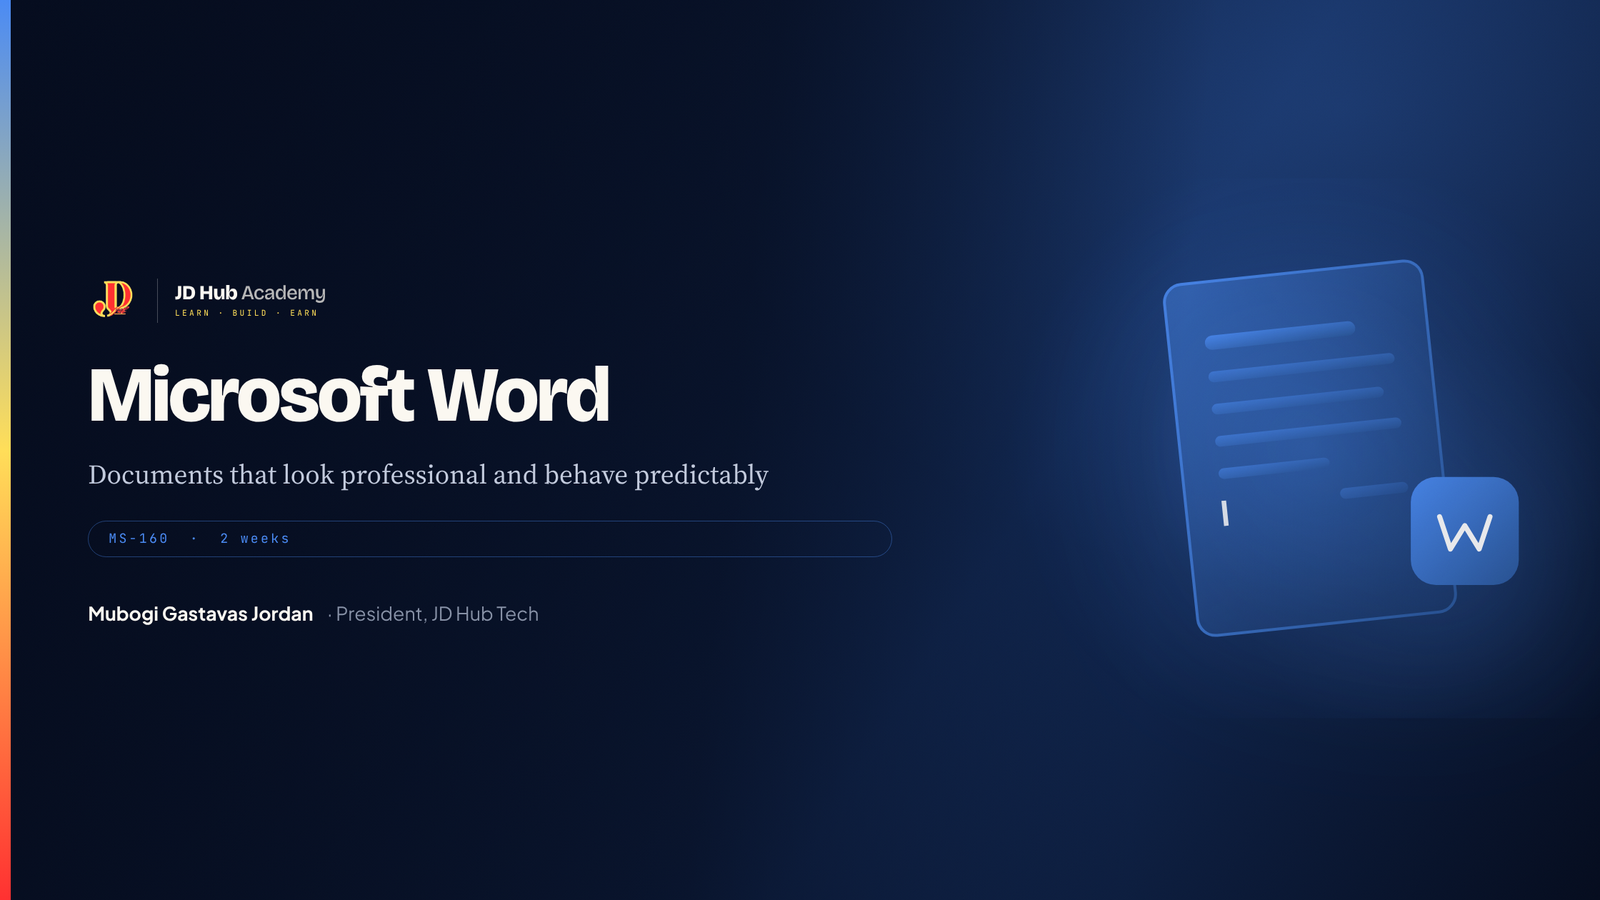 JD
JD Hub Academy
LEARN · BUILD · EARN
Microsoft Word
Documents that look professional and behave predictably
MS-160 · 2 weeks
Mubogi Gastavas Jordan · President, JD Hub Tech
W